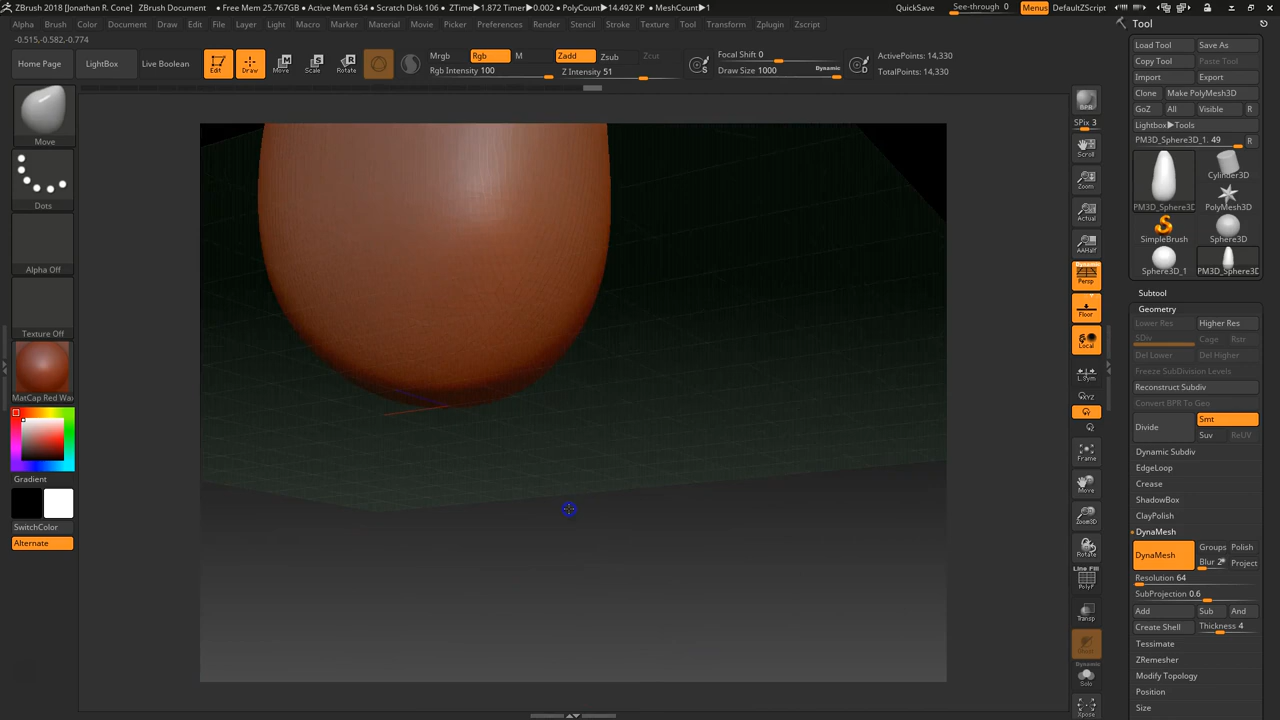 ZBrush 2018 [Jonathan R. Cone] ZBrush Document • Free Mem 25.767GB • Active Mem 634 • Scratch Disk 106 • ZTime►1.872 Timer►0.002 • PolyCount►14.492 KP • MeshCount►1 QuickSave See-through 0 Menus DefaultZScript
Alpha Brush Color Document Draw Edit File Layer Light Macro Marker Material Movie Picker Preferences Render Stencil Stroke Texture Tool Transform Zplugin Zscript
-0.515,-0.582,-0.774
Home Page LightBox Live Boolean Edit Draw Move Scale Rotate
Mrgb Rgb M Zadd Zsub Zcut
Rgb Intensity 100 Z Intensity 51
Focal Shift 0
Draw Size 1000 Dynamic
S D
ActivePoints: 14,330
TotalPoints: 14,330
Move
Dots
Alpha Off
Texture Off
MatCap Red Wax
Gradient
SwitchColor
Alternate
BPR
SPix 3
Scroll
Zoom
Actual
AAHalf
Dynamic
Persp
Floor
Local
L.Sym
XYZ
Y
Z
Frame
Move
Zoom3D
Rotate
Line Fill
PolyF
Transp
Dynamic
Solo
Xpose
Tool
Load Tool Save As
Copy Tool Paste Tool
Import Export
Clone Make PolyMesh3D
GoZ All Visible R
Lightbox►Tools
PM3D_Sphere3D_1. 49 R
PM3D_Sphere3D Cylinder3D
PolyMesh3D
SimpleBrush Sphere3D
Sphere3D_1 PM3D_Sphere3D
Subtool
Geometry
Lower Res Higher Res
SDiv Cage Rstr
Del Lower Del Higher
Freeze SubDivision Levels
Reconstruct Subdiv
Convert BPR To Geo
Divide Smt
Suv ReUV
Dynamic Subdiv
EdgeLoop
Crease
ShadowBox
ClayPolish
DynaMesh
DynaMesh Groups Polish
Blur 2 Project
Resolution 64
SubProjection 0.6
Add Sub And
Create Shell Thickness 4
Tessimate
ZRemesher
Modify Topology
Position
Size